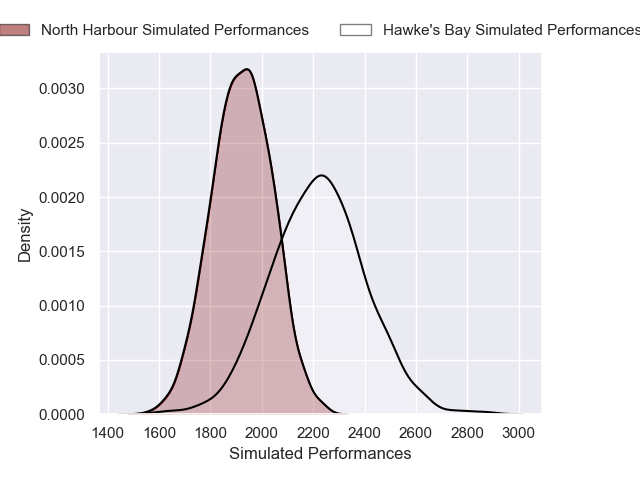 North Harbour Simulated Performances
Hawke's Bay Simulated Performances
0.0030
0.0025
0.0020
0.0015
0.0010
0.0005
0.0000
Density
1400 1600 1800 2000 2200 2400 2600 2800 3000
Simulated Performances